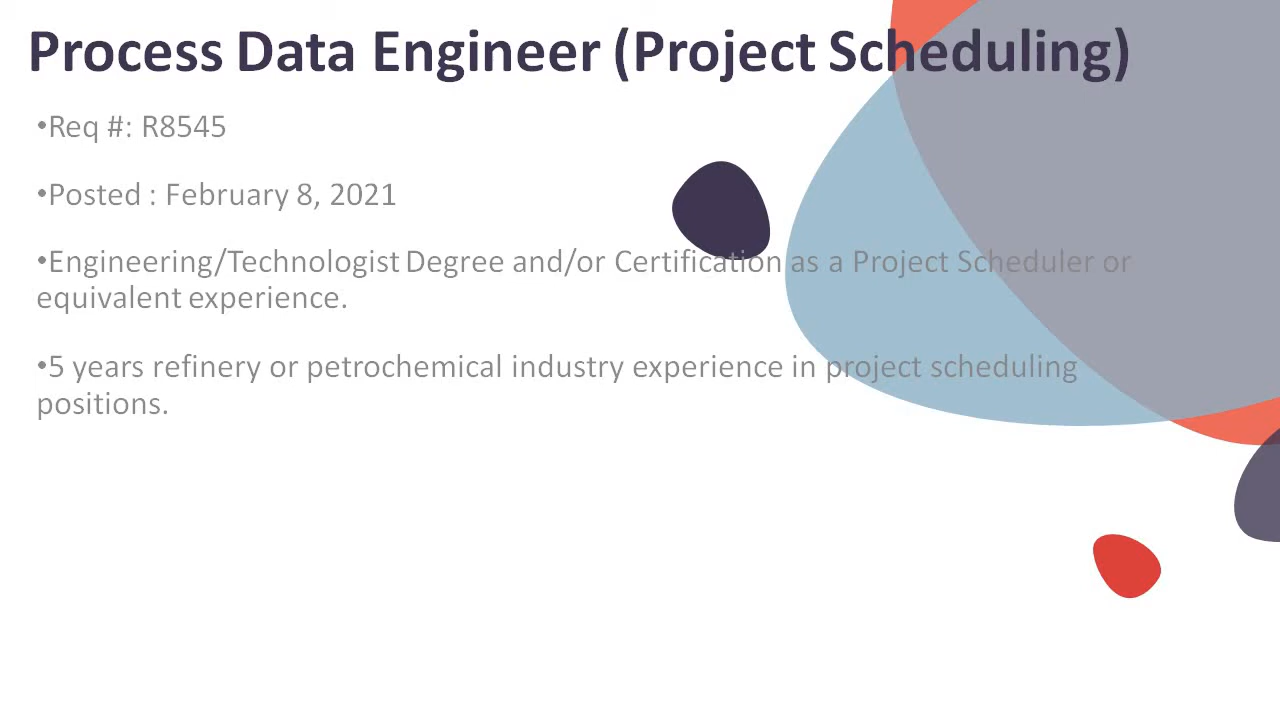 Process Data Engineer (Project Scheduling)
•Req #: R8545
•Posted : February 8, 2021
•Engineering/Technologist Degree and/or Certification as a Project Scheduler or
equivalent experience.
•5 years refinery or petrochemical industry experience in project scheduling
positions.